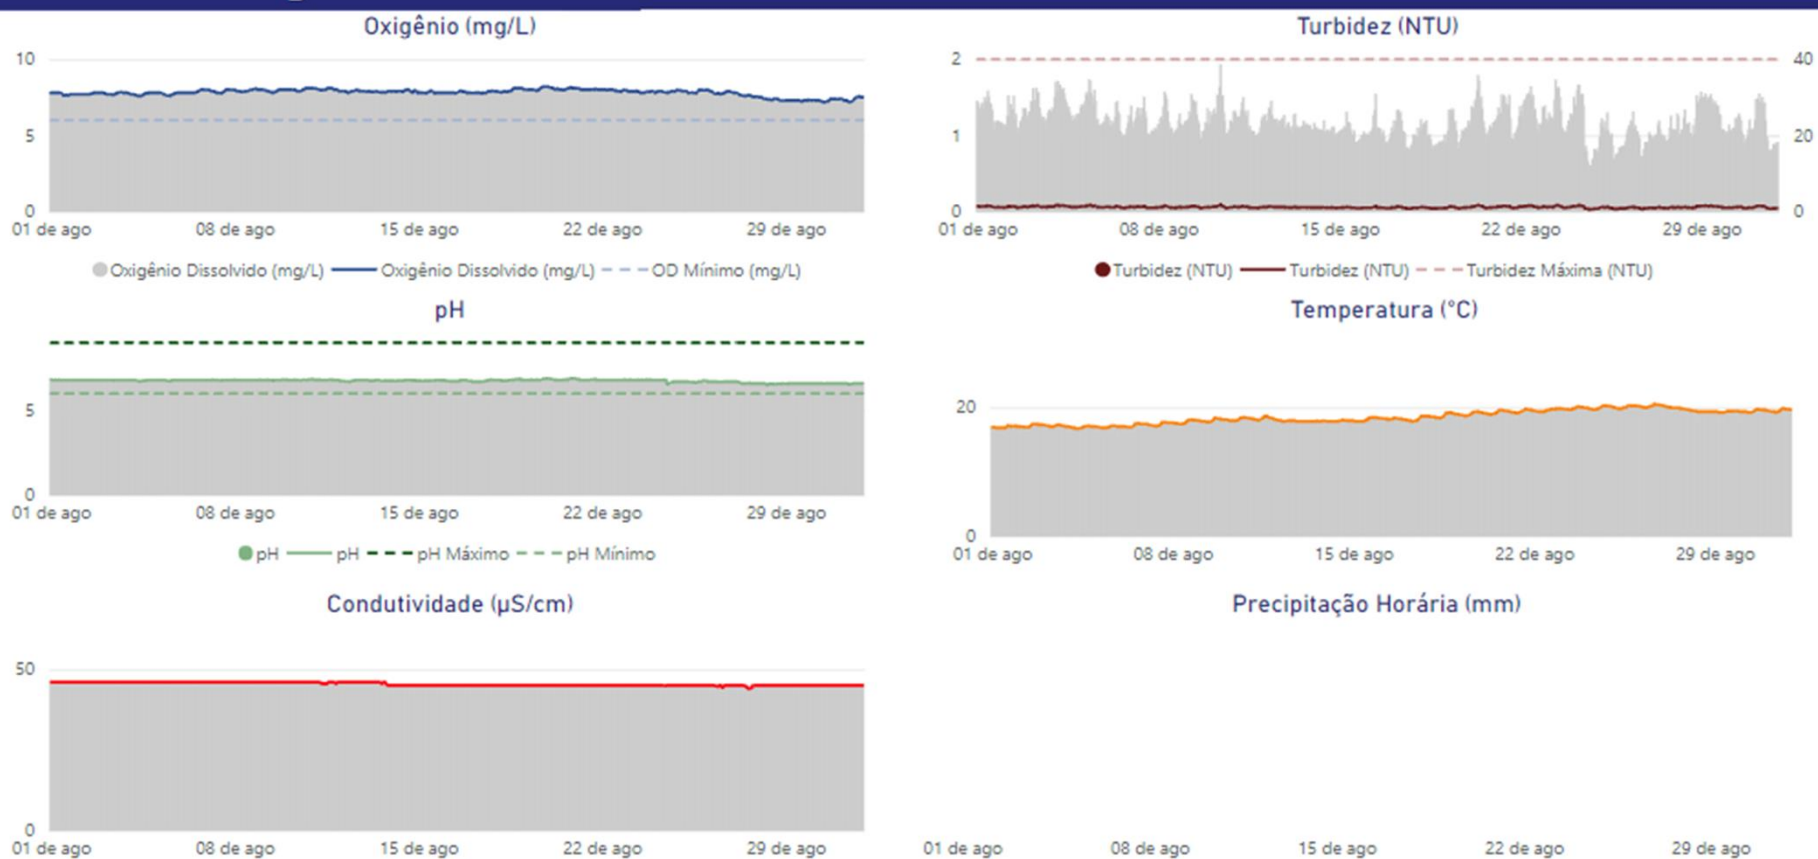 Oxigênio (mg/L)
10
5
0
01 de ago 08 de ago 15 de ago 22 de ago 29 de ago
Oxigênio Dissolvido (mg/L) Oxigênio Dissolvido (mg/L) OD Mínimo (mg/L)
Turbidez (NTU)
2 40
1 20
0 0
01 de ago 08 de ago 15 de ago 22 de ago 29 de ago
Turbidez (NTU) Turbidez (NTU) Turbidez Máxima (NTU)
pH
5
0
01 de ago 08 de ago 15 de ago 22 de ago 29 de ago
pH pH pH Máximo pH Mínimo
Temperatura (°C)
20
0
01 de ago 08 de ago 15 de ago 22 de ago 29 de ago
Condutividade (µS/cm)
50
0
01 de ago 08 de ago 15 de ago 22 de ago 29 de ago
Precipitação Horária (mm)
01 de ago 08 de ago 15 de ago 22 de ago 29 de ago